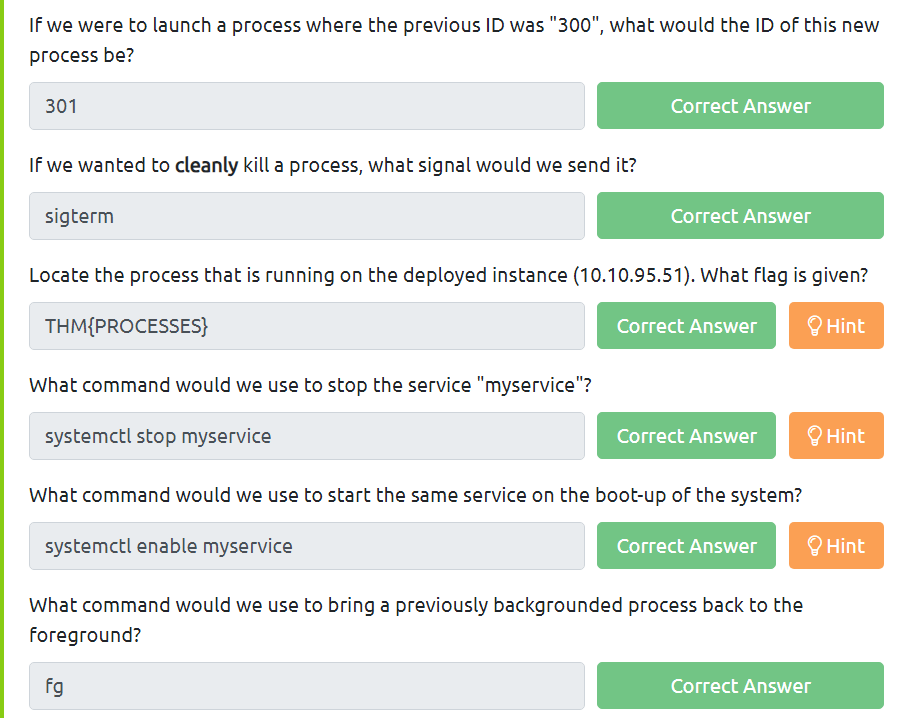 If we were to launch a process where the previous ID was "300", what would the ID of this new
process be?
301
Correct Answer
If we wanted to cleanly kill a process, what signal would we send it?
sigterm
Correct Answer
Locate the process that is running on the deployed instance (10.10.95.51). What flag is given?
THM{PROCESSES}
Correct Answer
Hint
What command would we use to stop the service "myservice"?
systemctl stop myservice
Correct Answer
Hint
What command would we use to start the same service on the boot-up of the system?
systemctl enable myservice
Correct Answer
Hint
What command would we use to bring a previously backgrounded process back to the
foreground?
fg
Correct Answer